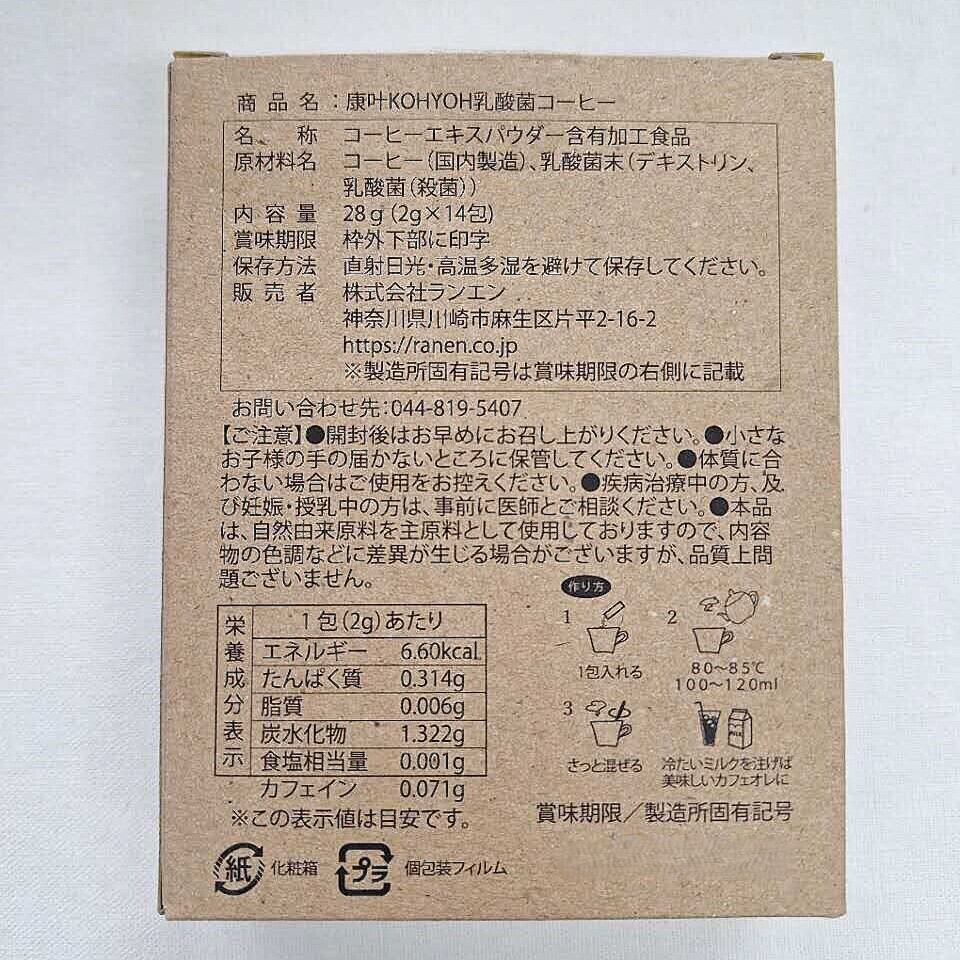 商品名：康叶KOHYOH乳酸菌コーヒー
名称 コーヒーエキスパウダー含有加工食品
原材料名 コーヒー（国内製造）、乳酸菌末（デキストリン、
乳酸菌（殺菌））
内容量 28g（2g×14包）
賞味期限 枠外下部に印字
保存方法 直射日光・高温多湿を避けて保存してください。
販売者 株式会社ランエン
神奈川県川崎市麻生区片平2-16-2
https://ranen.co.jp
※製造所固有記号は賞味期限の右側に記載
お問い合わせ先：044-819-5407
【ご注意】●開封後はお早めにお召し上がりください。●小さな
お子様の手の届かないところに保管してください。●体質に合
わない場合はご使用をお控えください。●疾病治療中の方、及
び妊娠・授乳中の方は、事前に医師とご相談ください。●本品
は、自然由来原料を主原料として使用しておりますので、内容
物の色調などに差異が生じる場合がございますが、品質上問
題ございません。
栄養成分表示
1包(2g)あたり
エネルギー 6.60kcal
たんぱく質 0.314g
脂質 0.006g
炭水化物 1.322g
食塩相当量 0.001g
カフェイン 0.071g
※この表示値は目安です。
作り方
1
1包入れる
2
80〜85℃
100〜120ml
3
さっと混ぜる
MILK
冷たいミルクを注げば
美味しいカフェオレに
賞味期限／製造所固有記号
紙 化粧箱
プラ 個包装フィルム